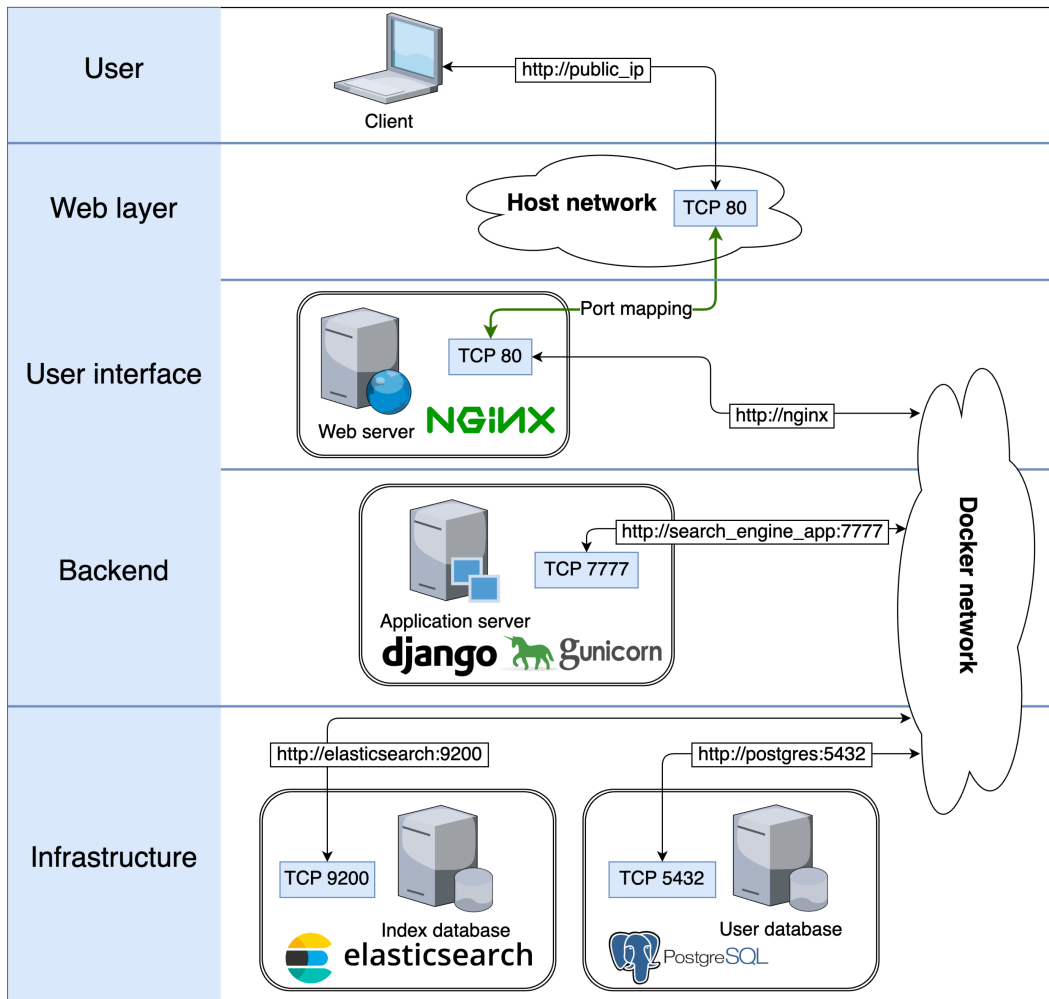 User
http://public_ip
Client
Web layer
Host network
TCP 80
Port mapping
User interface
TCP 80
Web server
NGiNX
http://nginx
Backend
http://search_engine_app:7777
TCP 7777
Application server
django
gunicorn
Docker network
Infrastructure
http://elasticsearch:9200
http://postgres:5432
TCP 9200
Index database
elasticsearch
TCP 5432
User database
PostgreSQL